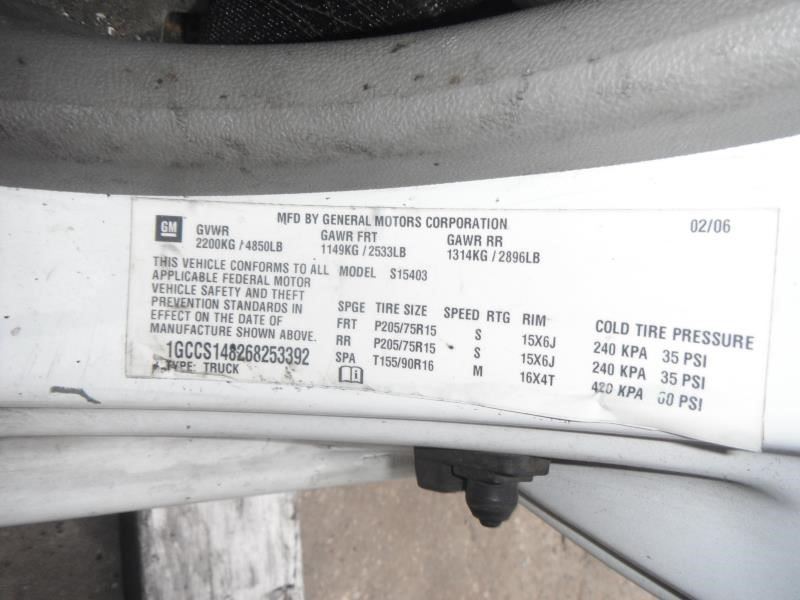 MFD BY GENERAL MOTORS CORPORATION 02/06
GM GVWR GAWR FRT GAWR RR
2200KG / 4850LB 1149KG / 2533LB 1314KG / 2896LB
THIS VEHICLE CONFORMS TO ALL MODEL S15403
APPLICABLE FEDERAL MOTOR
VEHICLE SAFETY AND THEFT
PREVENTION STANDARDS IN
EFFECT ON THE DATE OF
MANUFACTURE SHOWN ABOVE.
1GCCS148268253392
TYPE: TRUCK
SPGE TIRE SIZE SPEED RTG RIM COLD TIRE PRESSURE
FRT P205/75R15 S 15X6J 240 KPA 35 PSI
RR P205/75R15 S 15X6J 240 KPA 35 PSI
SPA T155/90R16 M 16X4T 420 KPA 60 PSI